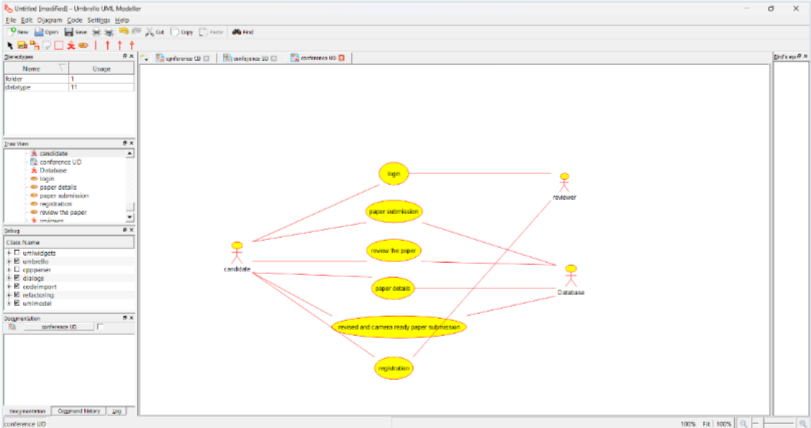 Untitled [modified] - Umbrello UML Modeller
File Edit Diagram Code Settings Help
New Open Save Cut Copy Paste Find
Stereotypes
Name Usage
folder 1
datatype 11
Tree View
candidate
conference UD
Database
login
paper details
paper submission
registration
review the paper
reviewer
Debug
Class Name
umlwidgets
umbrello
cppparser
dialogs
codeimport
refactoring
umlmodel
Documentation
conference UD
Documentation Command history Log
conference UD
conference CD conference SD conference UD
login
reviewer
paper submission
review the paper
candidate
paper details
Database
revised and camera ready paper submission
registration
Bird's eye
100% Fit 100%